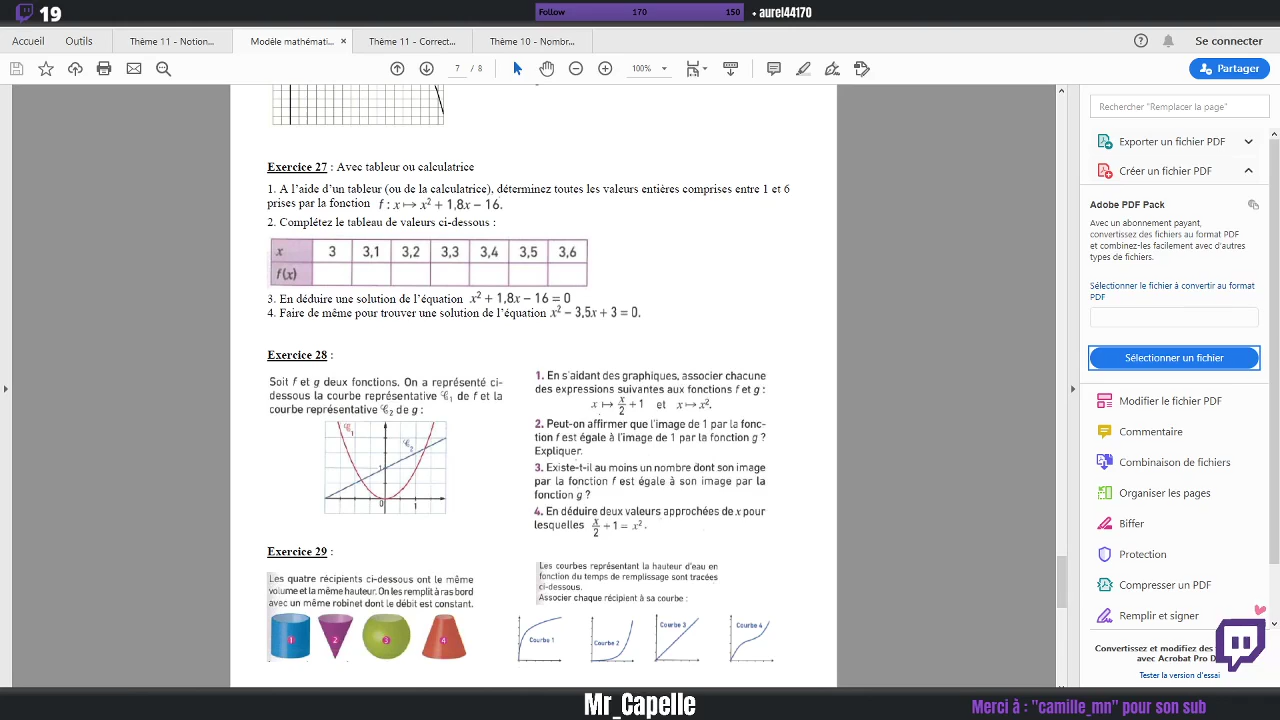 19
Follow 170 150
+ aurel44170
Accueil Outils Thème 11 - Notion... Modèle mathémati... × Thème 11 - Correct... Thème 10 - Nombr... Se connecter
7 / 8 100% Partager
Exercice 27 : Avec tableur ou calculatrice
1. A l'aide d'un tableur (ou de la calculatrice), déterminez toutes les valeurs entières comprises entre 1 et 6
prises par la fonction f : x ↦ x² + 1,8x – 16.
2. Complétez le tableau de valeurs ci-dessous :
x 3 3,1 3,2 3,3 3,4 3,5 3,6
f(x)
3. En déduire une solution de l'équation x² + 1,8x – 16 = 0
4. Faire de même pour trouver une solution de l'équation x² – 3,5x + 3 = 0.
Exercice 28 :
Soit f et g deux fonctions. On a représenté ci-
dessous la courbe représentative 𝒞₁ de f et la
courbe représentative 𝒞₂ de g :
𝒞₁
𝒞₂
1
0 1
1. En s'aidant des graphiques, associer chacune
des expressions suivantes aux fonctions f et g :
x ↦ x/2 + 1 et x ↦ x².
2. Peut-on affirmer que l'image de 1 par la fonc-
tion f est égale à l'image de 1 par la fonction g ?
Expliquer.
3. Existe-t-il au moins un nombre dont son image
par la fonction f est égale à son image par la
fonction g ?
4. En déduire deux valeurs approchées de x pour
lesquelles x/2 + 1 = x².
Exercice 29 :
Les quatre récipients ci-dessous ont le même
volume et la même hauteur. On les remplit à ras bord
avec un même robinet dont le débit est constant.
1 2 3 4
Les courbes représentant la hauteur d'eau en
fonction du temps de remplissage sont tracées
ci-dessous.
Associer chaque récipient à sa courbe :
Courbe 1 Courbe 2 Courbe 3 Courbe 4
Rechercher "Remplacer la page"
Exporter un fichier PDF
Créer un fichier PDF
Adobe PDF Pack
Avec un abonnement payant,
convertissez des fichiers au format PDF
et combinez-les facilement avec d'autres
types de fichiers.
Sélectionner le fichier à convertir au format
PDF
Sélectionner un fichier
Modifier le fichier PDF
Commentaire
Combinaison de fichiers
Organiser les pages
Biffer
Protection
Compresser un PDF
Remplir et signer
Convertissez et modifiez des
avec Acrobat Pro D
Tester la version d'essai
Mr_Capelle
Merci à : "camille_mn" pour son sub